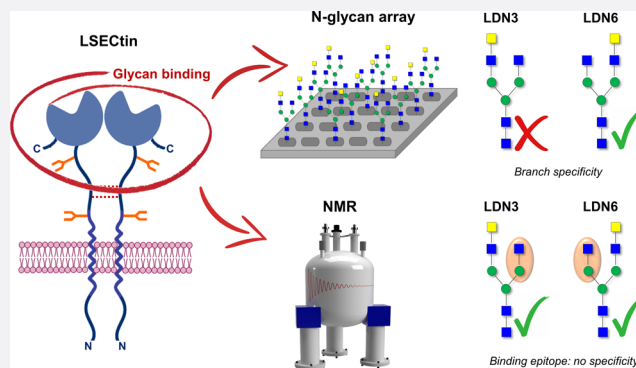 LSECtin
Glycan binding
C
C
N
N
N-glycan array
NMR
LDN3
LDN6
Branch specificity
LDN3
LDN6
Binding epitope: no specificity